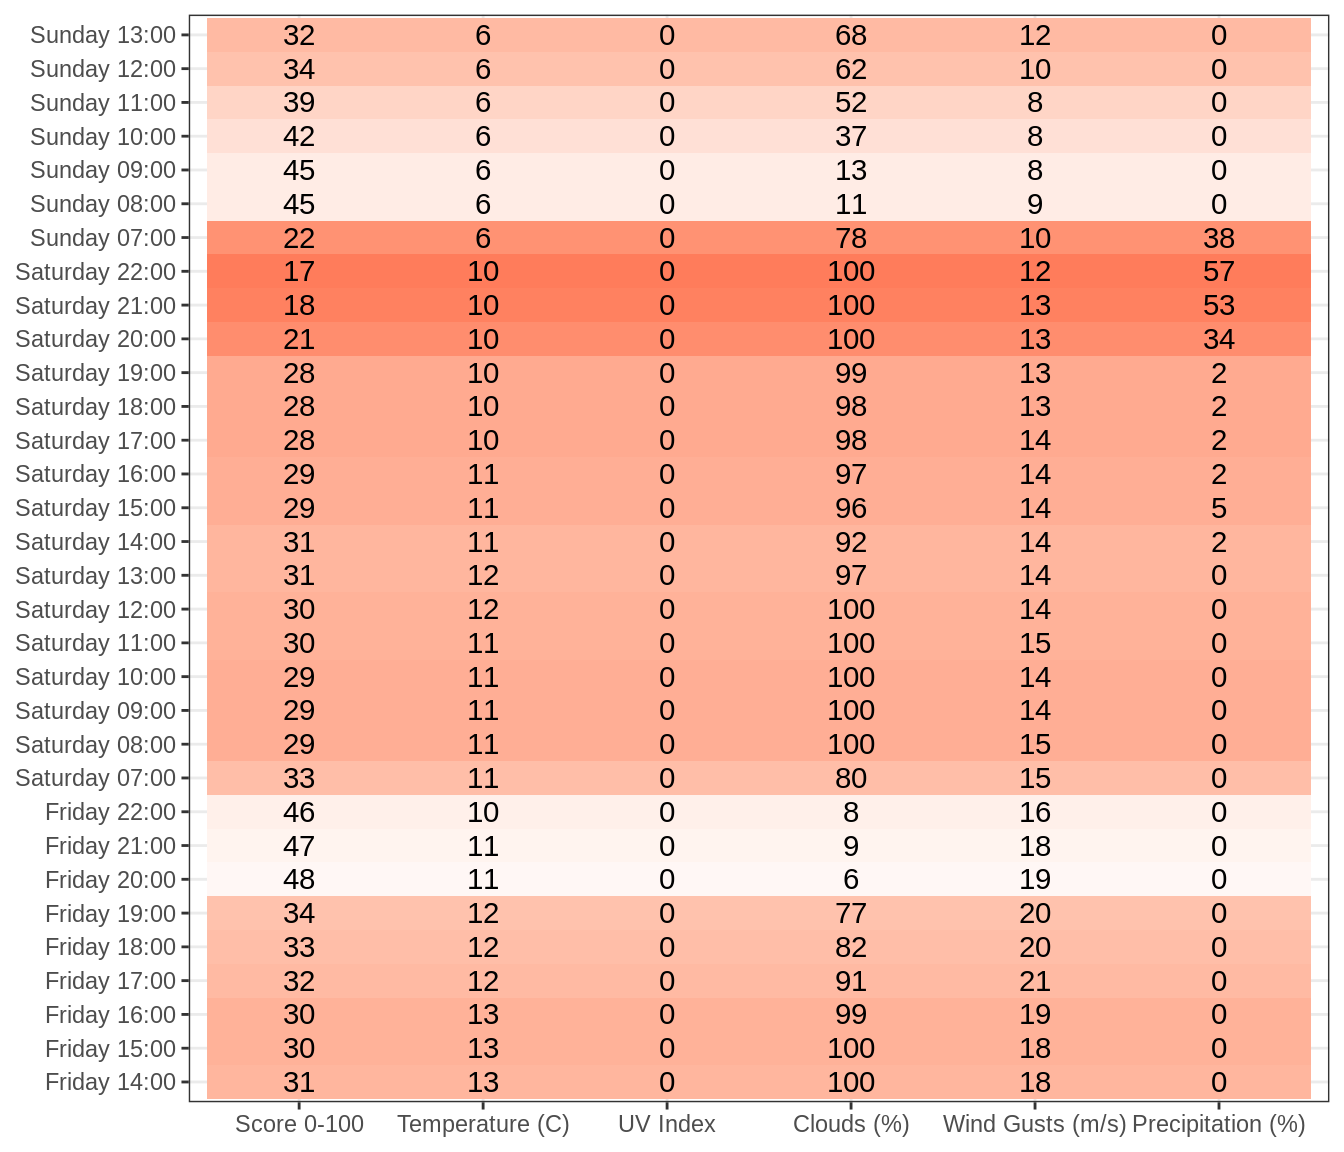 Sunday 13:00 32 6 0 68 12 0
Sunday 12:00 34 6 0 62 10 0
Sunday 11:00 39 6 0 52 8 0
Sunday 10:00 42 6 0 37 8 0
Sunday 09:00 45 6 0 13 8 0
Sunday 08:00 45 6 0 11 9 0
Sunday 07:00 22 6 0 78 10 38
Saturday 22:00 17 10 0 100 12 57
Saturday 21:00 18 10 0 100 13 53
Saturday 20:00 21 10 0 100 13 34
Saturday 19:00 28 10 0 99 13 2
Saturday 18:00 28 10 0 98 13 2
Saturday 17:00 28 10 0 98 14 2
Saturday 16:00 29 11 0 97 14 2
Saturday 15:00 29 11 0 96 14 5
Saturday 14:00 31 11 0 92 14 2
Saturday 13:00 31 12 0 97 14 0
Saturday 12:00 30 12 0 100 14 0
Saturday 11:00 30 11 0 100 15 0
Saturday 10:00 29 11 0 100 14 0
Saturday 09:00 29 11 0 100 14 0
Saturday 08:00 29 11 0 100 15 0
Saturday 07:00 33 11 0 80 15 0
Friday 22:00 46 10 0 8 16 0
Friday 21:00 47 11 0 9 18 0
Friday 20:00 48 11 0 6 19 0
Friday 19:00 34 12 0 77 20 0
Friday 18:00 33 12 0 82 20 0
Friday 17:00 32 12 0 91 21 0
Friday 16:00 30 13 0 99 19 0
Friday 15:00 30 13 0 100 18 0
Friday 14:00 31 13 0 100 18 0
Score 0-100 Temperature (C) UV Index Clouds (%) Wind Gusts (m/s) Precipitation (%)